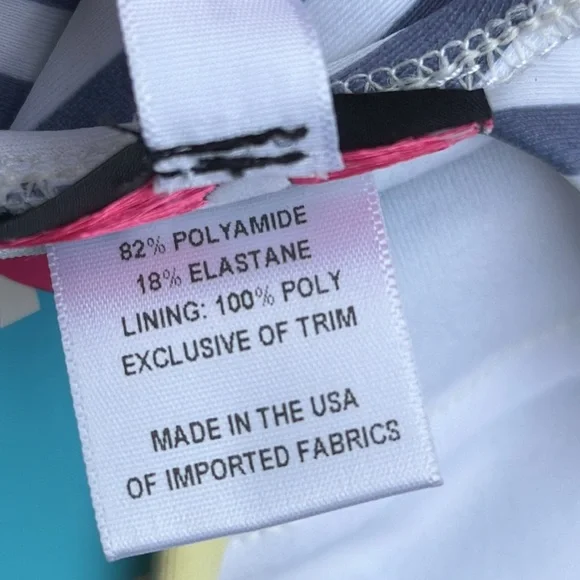 82% POLYAMIDE
18% ELASTANE
LINING: 100% POLY
EXCLUSIVE OF TRIM
MADE IN THE USA
OF IMPORTED FABRICS